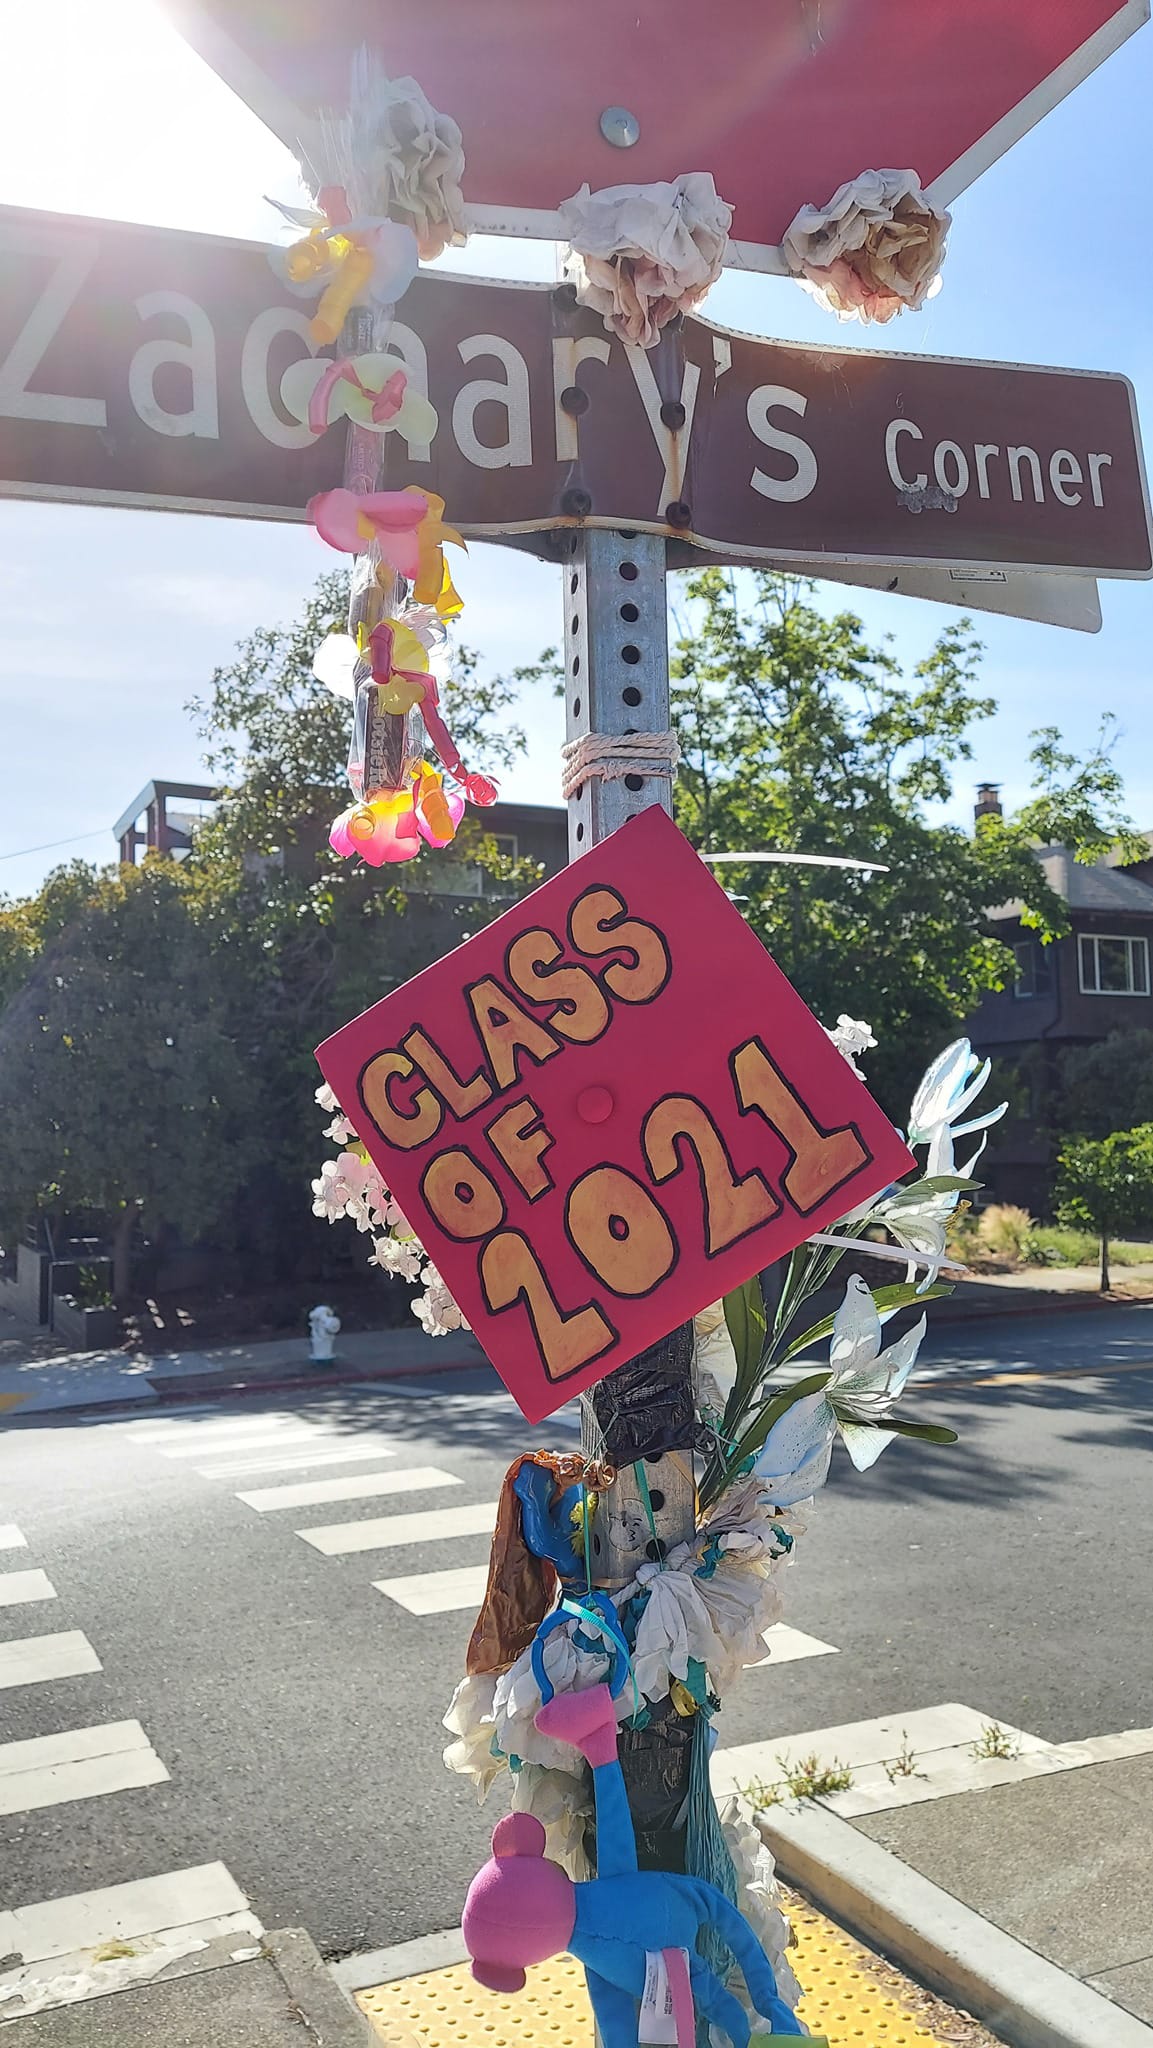 Zachary's Corner
CLASS
OF
2021